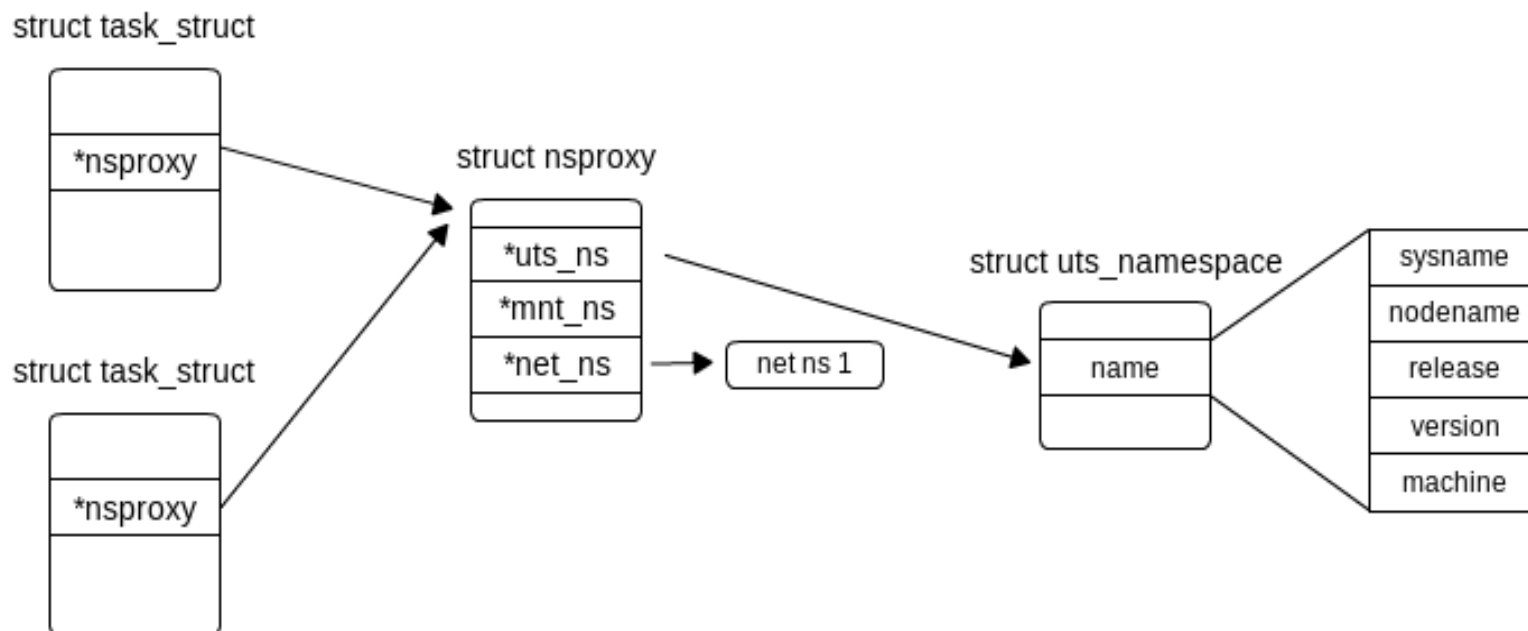 struct task_struct
*nsproxy
struct task_struct
*nsproxy
struct nsproxy
*uts_ns
*mnt_ns
*net_ns
net ns 1
struct uts_namespace
name
sysname
nodename
release
version
machine